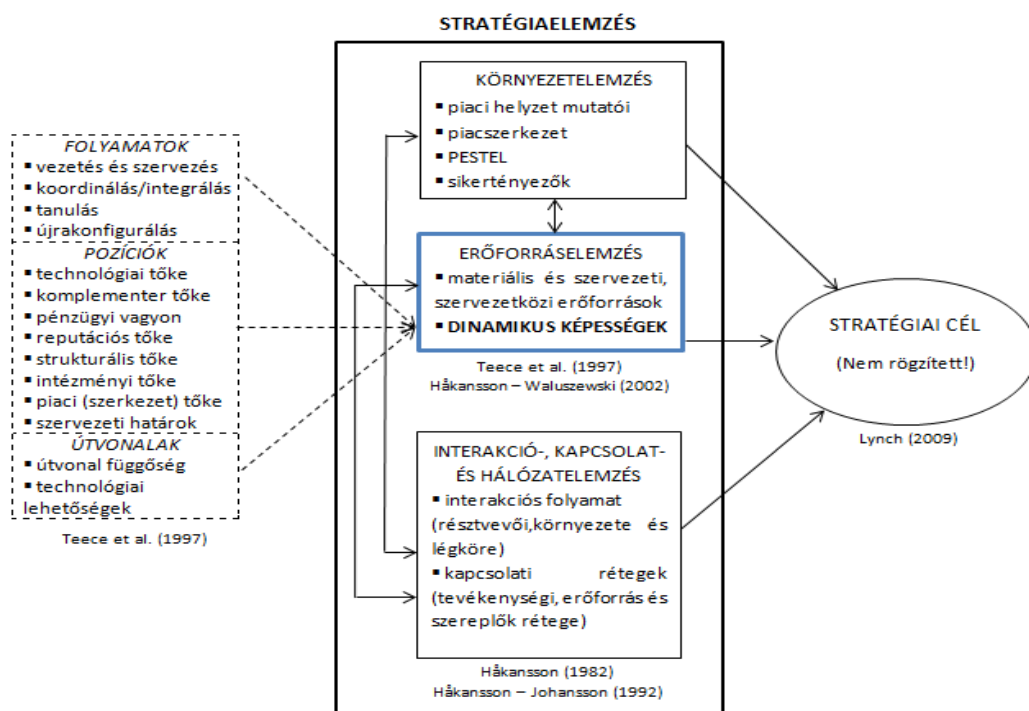 STRATÉGIAELEMZÉS
FOLYAMATOK
▪ vezetés és szervezés
▪ koordinálás/integrálás
▪ tanulás
▪ újrakonfigurálás
POZÍCIÓK
▪ technológiai tőke
▪ komplementer tőke
▪ pénzügyi vagyon
▪ reputációs tőke
▪ strukturális tőke
▪ intézményi tőke
▪ piaci (szerkezet) tőke
▪ szervezeti határok
ÚTVONALAK
▪ útvonal függőség
▪ technológiai
lehetőségek
Teece et al. (1997)
KÖRNYEZETELEMZÉS
▪ piaci helyzet mutatói
▪ piacszerkezet
▪ PESTEL
▪ sikertényezők
ERŐFORRÁSELEMZÉS
▪ materiális és szervezeti,
szervezetközi erőforrások
▪ DINAMIKUS KÉPESSÉGEK
Teece et al. (1997)
Håkansson – Waluszewski (2002)
INTERAKCIÓ-, KAPCSOLAT-
ÉS HÁLÓZATELEMZÉS
▪ interakciós folyamat
(résztvevői,környezete és
légköre)
▪ kapcsolati rétegek
(tevékenységi, erőforrás és
szereplők rétege)
Håkansson (1982)
Håkansson – Johansson (1992)
STRATÉGIAI CÉL
(Nem rögzített!)
Lynch (2009)